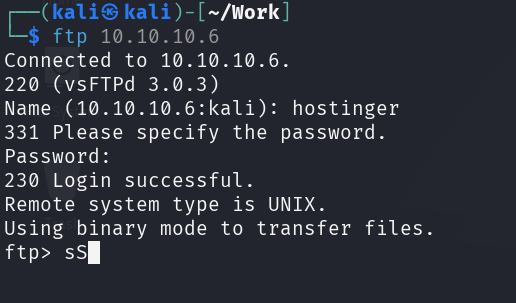 ┌──(kali㉿kali)-[~/Work]
└─$ ftp 10.10.10.6
Connected to 10.10.10.6.
220 (vsFTPd 3.0.3)
Name (10.10.10.6:kali): hostinger
331 Please specify the password.
Password:
230 Login successful.
Remote system type is UNIX.
Using binary mode to transfer files.
ftp> sS